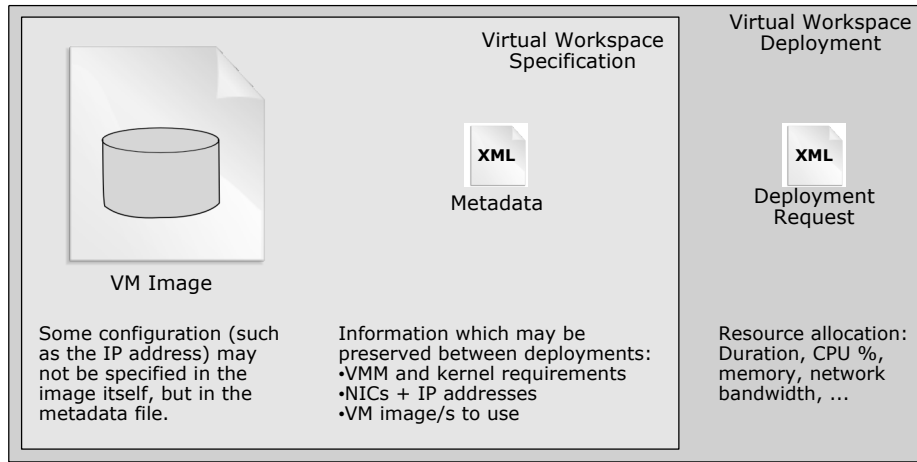 Virtual Workspace
Specification
Virtual Workspace
Deployment
XML
Metadata
XML
Deployment
Request
VM Image
Some configuration (such
as the IP address) may
not be specified in the
image itself, but in the
metadata file.
Information which may be
preserved between deployments:
•VMM and kernel requirements
•NICs + IP addresses
•VM image/s to use
Resource allocation:
Duration, CPU %,
memory, network
bandwidth, ...